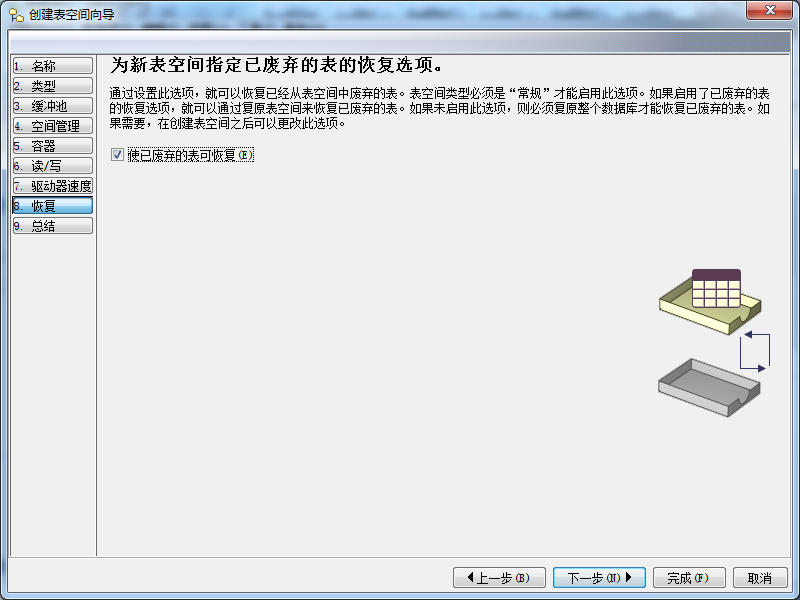 创建表空间向导
1. 名称
2. 类型
3. 缓冲池
4. 空间管理
5. 容器
6. 读/写
7. 驱动器速度
8. 恢复
9. 总结
为新表空间指定已废弃的表的恢复选项。
通过设置此选项，就可以恢复已经从表空间中废弃的表。表空间类型必须是“常规”才能启用此选项。如果启用了已废弃的表
的恢复选项，就可以通过复原表空间来恢复已废弃的表。如果未启用此选项，则必须复原整个数据库才能恢复已废弃的表。如
果需要，在创建表空间之后可以更改此选项。
使已废弃的表可恢复(E)
上一步(B)
下一步(N)
完成(F)
取消